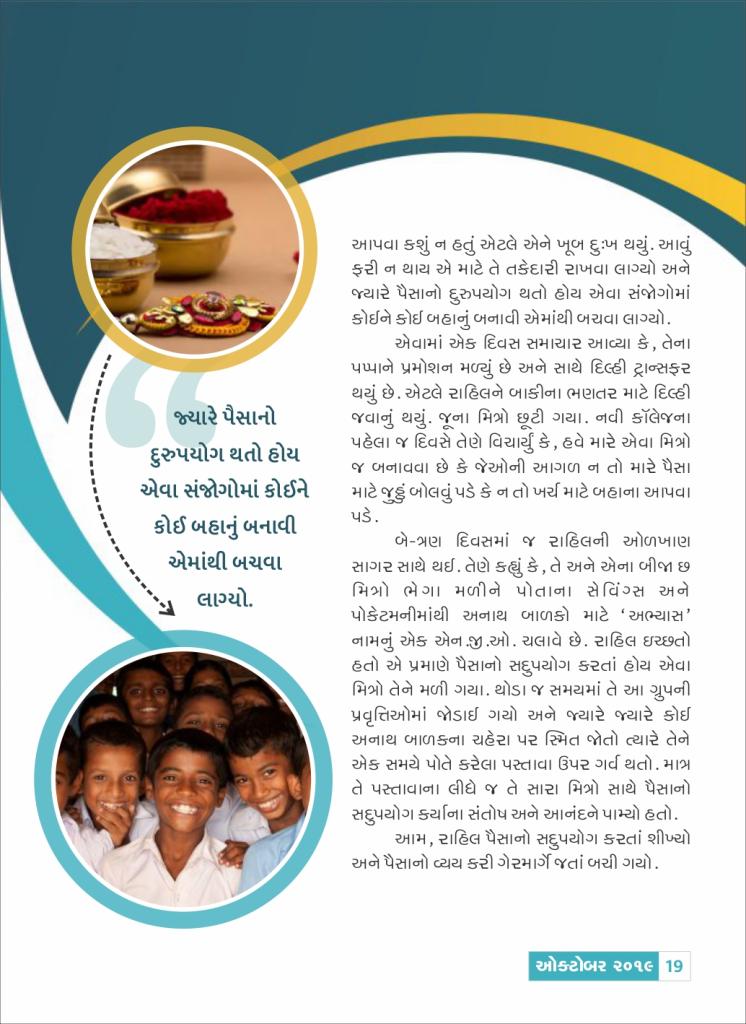 આપવા કશું ન હતું એટલે એને ખૂબ દુઃખ થયું. આવું
ફરી ન થાય એ માટે તે તકેદારી રાખવા લાગ્યો અને
જ્યારે પૈસાનો દુરુપયોગ થતો હોય એવા સંજોગોમાં
કોઈને કોઈ બહાનું બનાવી એમાંથી બચવા લાગ્યો.
એવામાં એક દિવસ સમાચાર આવ્યા કે, તેના
પપ્પાને પ્રમોશન મળ્યું છે અને સાથે દિલ્હી ટ્રાન્સફર
થયું છે. એટલે રાહિલને બાકીના ભણતર માટે દિલ્હી
જવાનું થયું. જૂના મિત્રો છૂટી ગયા. નવી કૉલેજના
પહેલા જ દિવસે તેણે વિચાર્યું કે, હવે મારે એવા મિત્રો
જ બનાવવા છે કે જેઓની આગળ ન તો મારે પૈસા
માટે જુઠ્ઠું બોલવું પડે કે ન તો ખર્ચ માટે બહાના આપવા
પડે.
બે-ત્રણ દિવસમાં જ રાહિલની ઓળખાણ
સાગર સાથે થઈ. તેણે કહ્યું કે, તે અને એના બીજા છ
મિત્રો ભેગા મળીને પોતાના સેવિંગ્સ અને
પોકેટમનીમાંથી અનાથ બાળકો માટે ‘અભ્યાસ’
નામનું એક એન.જી.ઓ. ચલાવે છે. રાહિલ ઇચ્છતો
હતો એ પ્રમાણે પૈસાનો સદુપયોગ કરતાં હોય એવા
મિત્રો તેને મળી ગયા. થોડા જ સમયમાં તે આ ગ્રુપની
પ્રવૃત્તિઓમાં જોડાઈ ગયો અને જ્યારે જ્યારે કોઈ
અનાથ બાળકના ચહેરા પર સ્મિત જોતો ત્યારે તેને
એક સમયે પોતે કરેલા પસ્તાવા ઉપર ગર્વ થતો. માત્ર
તે પસ્તાવાના લીધે જ તે સારા મિત્રો સાથે પૈસાનો
સદુપયોગ કર્યાના સંતોષ અને આનંદને પામ્યો હતો.
આમ, રાહિલ પૈસાનો સદુપયોગ કરતાં શીખ્યો
અને પૈસાનો વ્યય કરી ગેરમાર્ગે જતાં બચી ગયો.
“
જ્યારે પૈસાનો
દુરુપયોગ થતો હોય
એવા સંજોગોમાં કોઈને
કોઈ બહાનું બનાવી
એમાંથી બચવા
લાગ્યો.
ઓક્ટોબર ૨૦૧૯ 19